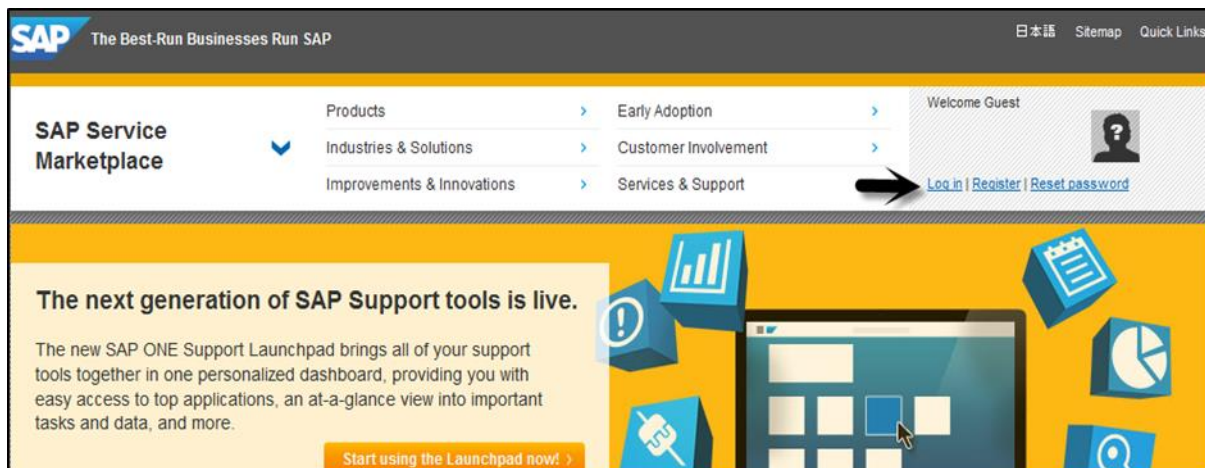 SAP The Best-Run Businesses Run SAP
日本語 Sitemap Quick Links
SAP Service
Marketplace
Products
Industries & Solutions
Improvements & Innovations
Early Adoption
Customer Involvement
Services & Support
Welcome Guest
?
Log in | Register | Reset password
The next generation of SAP Support tools is live.
The new SAP ONE Support Launchpad brings all of your support
tools together in one personalized dashboard, providing you with
easy access to top applications, an at-a-glance view into important
tasks and data, and more.
Start using the Launchpad now! >